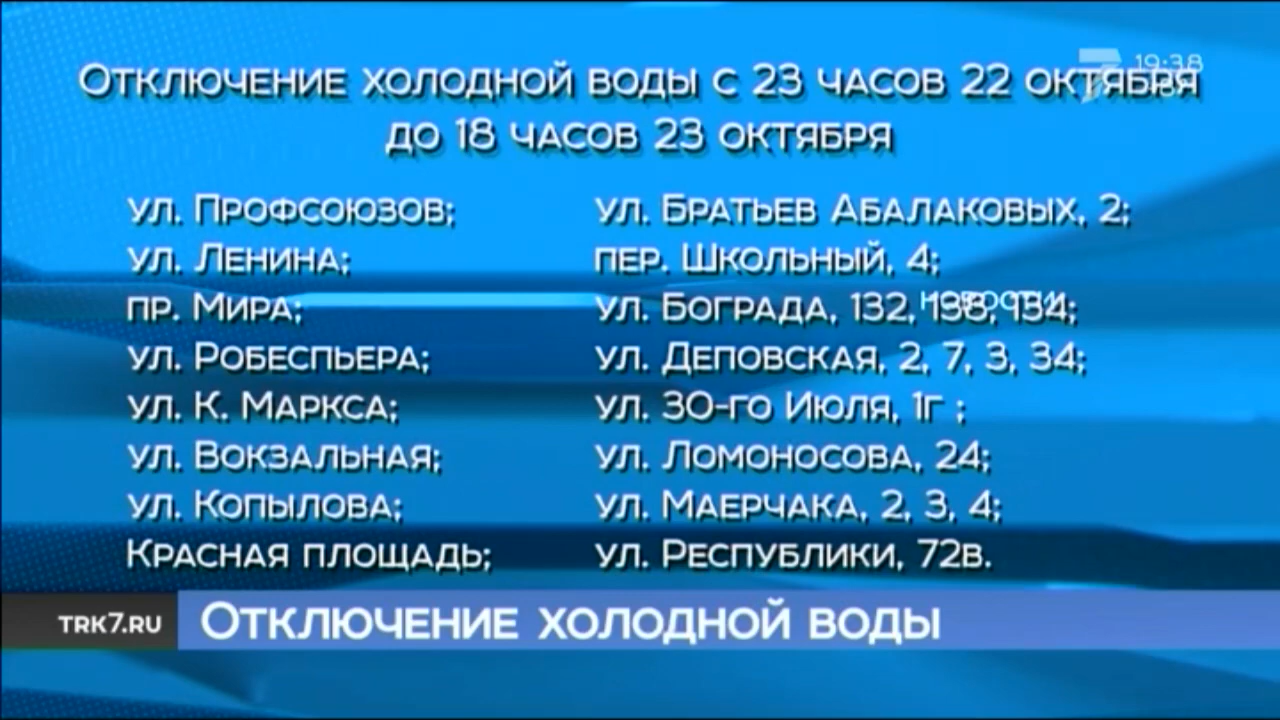 Отключение холодной воды с 23 часов 22 октября
до 18 часов 23 октября
19:38
ул. Профсоюзов;
ул. Ленина;
пр. Мира;
ул. Робеспьера;
ул. К. Маркса;
ул. Вокзальная;
ул. Копылова;
Красная площадь;
ул. Братьев Абалаковых, 2;
пер. Школьный, 4;
ул. Бограда, 132, 138, 134;
новости
ул. Деповская, 2, 7, 3, 34;
ул. 30-го Июля, 1г ;
ул. Ломоносова, 24;
ул. Маерчака, 2, 3, 4;
ул. Республики, 72в.
TRK7.RU
Отключение холодной воды